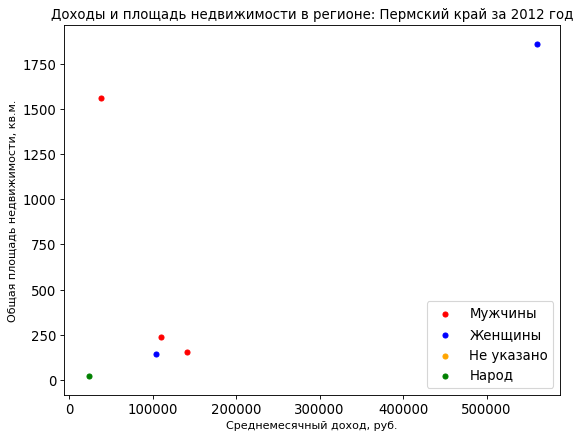 Доходы и площадь недвижимости в регионе: Пермский край за 2012 год
Общая площадь недвижимости, кв.м.
1750
1500
1250
1000
750
500
250
0
0 100000 200000 300000 400000 500000
Среднемесячный доход, руб.
Мужчины
Женщины
Не указано
Народ